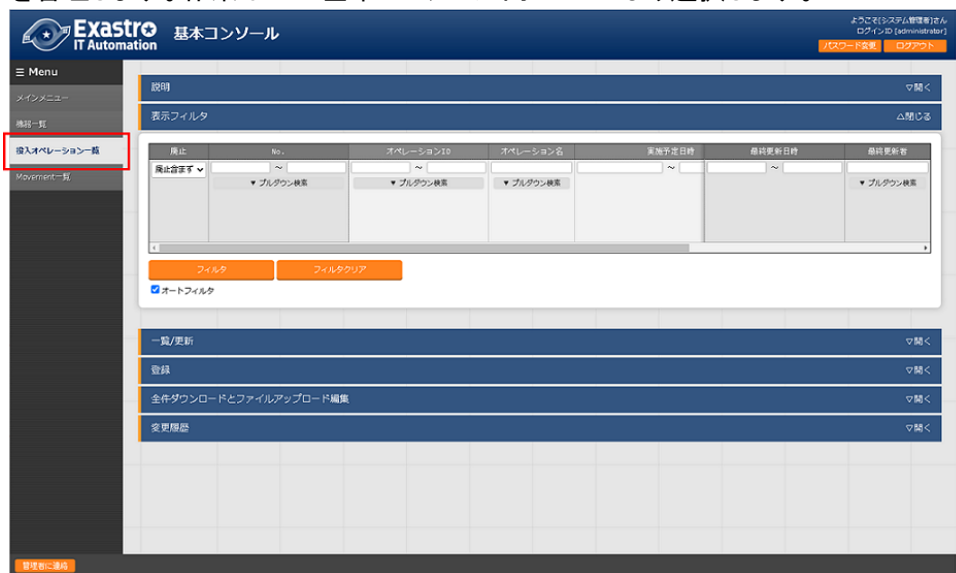 Exastro
IT Automation
基本コンソール
ようこそ[システム管理者]さん
ログインID [administrator]
パスワード変更
ログアウト
☰ Menu
メインメニュー
機器一覧
投入オペレーション一覧
Movement一覧
説明
▽開く
表示フィルタ
△閉じる
廃止 No. オペレーションID オペレーション名 実施予定日時 最終更新日時 最終更新者
廃止含まず ～ ～ ～ ～
▼ プルダウン検索 ▼ プルダウン検索 ▼ プルダウン検索 ▼ プルダウン検索
フィルタ フィルタクリア
オートフィルタ
一覧/更新
▽開く
登録
▽開く
全件ダウンロードとファイルアップロード編集
▽開く
変更履歴
▽開く
管理者に連絡